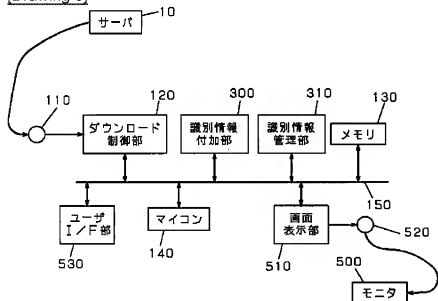 10
サーバ
110
120
300
310
130
ダウンロード
制御部
識別情報
付加部
識別情報
管理部
メモリ
150
ユーザ
I/F部
マイコン
画面
表示部
520
530
140
510
500
モニタ